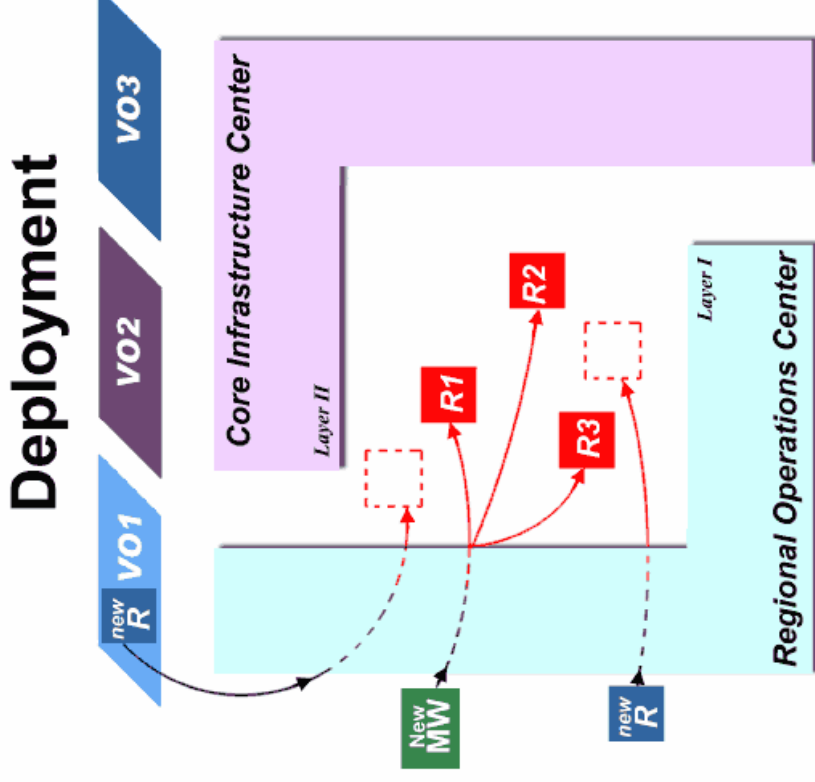 Deployment
new
R
VO1
VO2
VO3
Core Infrastructure Center
Layer II
R1
R2
R3
New
MW
new
R
Layer I
Regional Operations Center